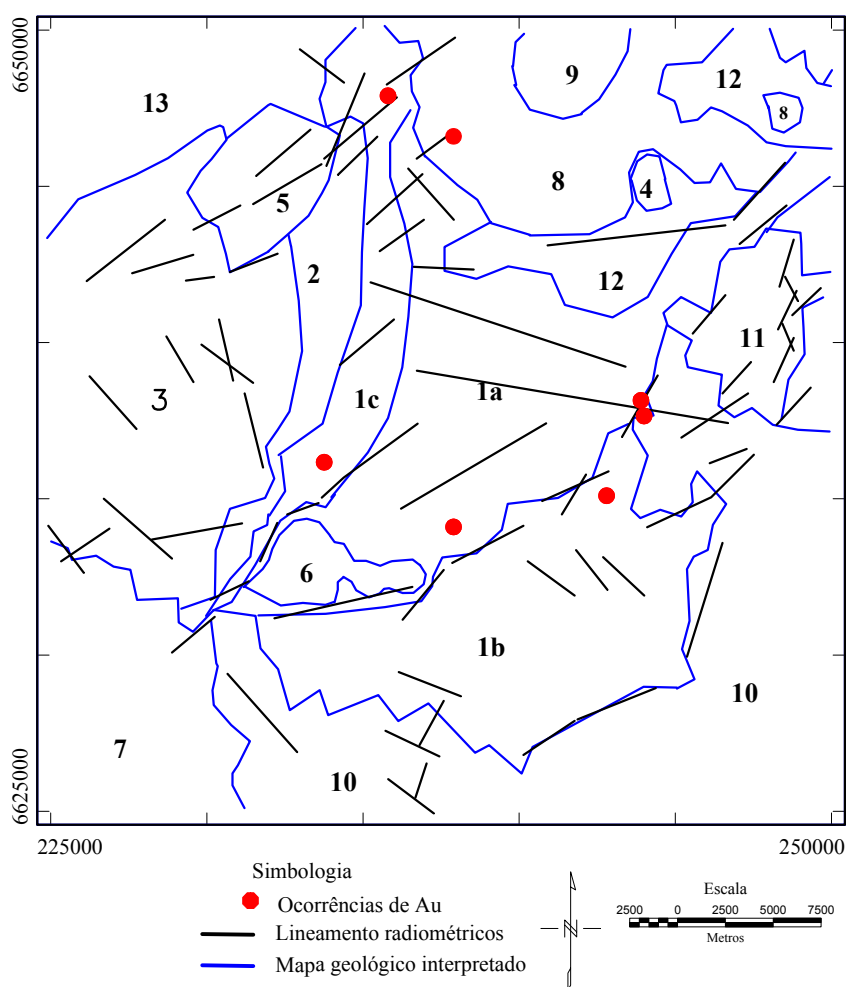 6650000
13
9
12
8
8
4
5
2
12
11
3
1c
1a
6
1b
10
7
10
6625000
225000
250000
Simbologia
Ocorrências de Au
Lineamento radiométricos
Mapa geológico interpretado
N
Escala
2500 0 2500 5000 7500
Metros